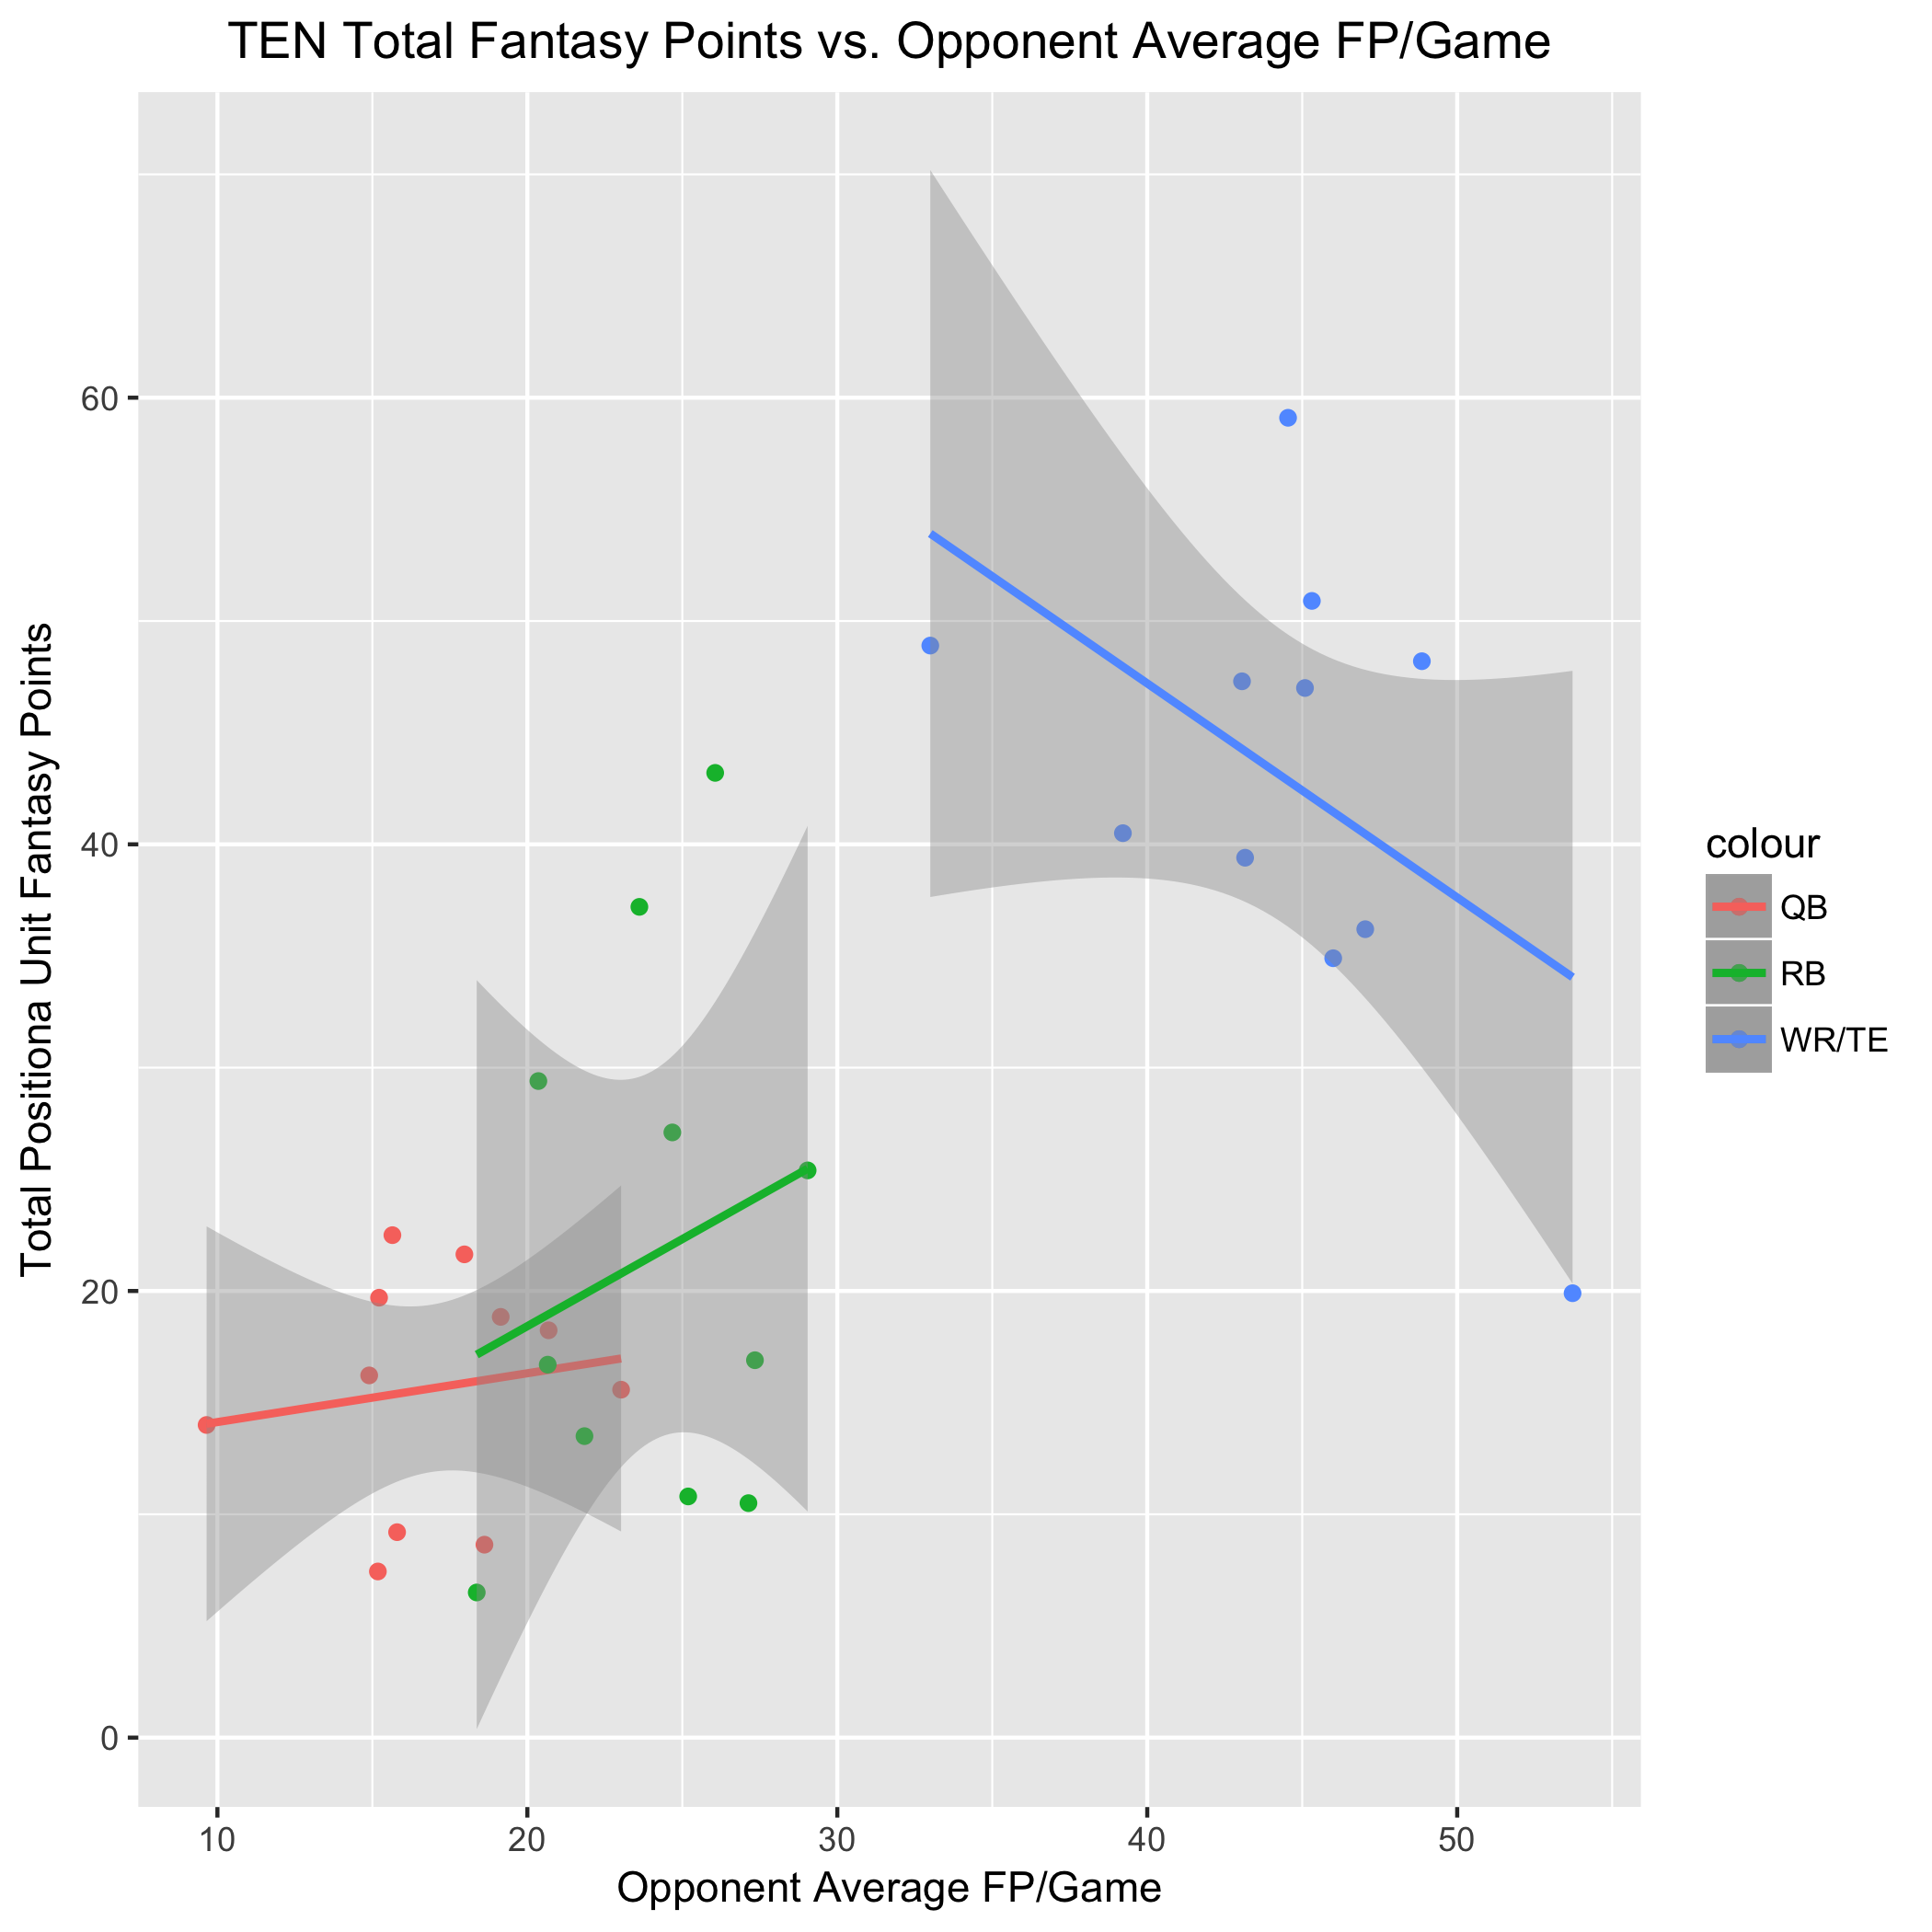 TEN Total Fantasy Points vs. Opponent Average FP/Game
Total Positiona Unit Fantasy Points
60
40
20
0
10 20 30 40 50
Opponent Average FP/Game
colour
QB
RB
WR/TE